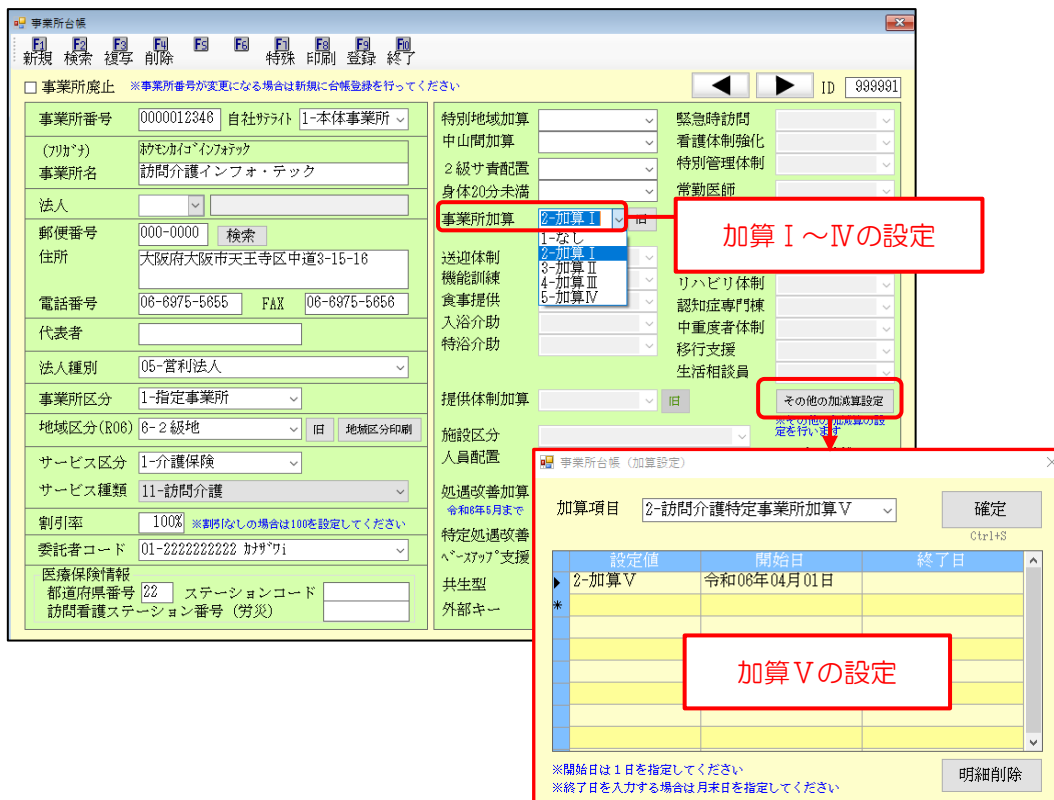 事業所台帳
F1 F2 F3 F4 F5 F6 F7 F8 F9 F10
新規 検索 複写 削除 特殊 印刷 登録 終了
事業所廃止 ※事業所番号が変更になる場合は新規に台帳登録を行ってください
ID 999991
事業所番号 0000012346 自社ｻﾃﾗｲﾄ 1-本体事業所
(ﾌﾘｶﾞﾅ) ﾎｳﾓﾝｶｲｺﾞｲﾝﾌｫﾃｯｸ
事業所名 訪問介護インフォ・テック
法人
郵便番号 000-0000 検索
住所 大阪府大阪市天王寺区中道3-15-16
電話番号 06-6975-5655 FAX 06-6975-5656
代表者
法人種別 05-営利法人
事業所区分 1-指定事業所
地域区分(R06) 6-２級地 旧 地域区分印刷
サービス区分 1-介護保険
サービス種類 11-訪問介護
割引率 100% ※割引なしの場合は100を設定してください
委託者コード 01-2222222222 ｶﾅｻﾞﾜi
医療保険情報
都道府県番号 22 ステーションコード
訪問看護ステーション番号（労災）
特別地域加算
中山間加算
２級サ責配置
身体20分未満
事業所加算 2-加算Ⅰ 旧
1-なし
2-加算Ⅰ
3-加算Ⅱ
4-加算Ⅲ
5-加算Ⅳ
送迎体制
機能訓練
食事提供
入浴介助
特浴介助
提供体制加算 旧
施設区分
人員配置
処遇改善加算
令和6年5月まで
特定処遇改善
ﾍﾞｰｽｱｯﾌﾟ支援
共生型
外部キー
緊急時訪問
看護体制強化
特別管理体制
常勤医師
加算Ⅰ～Ⅳの設定
リハビリ体制
認知症専門棟
中重度者体制
移行支援
生活相談員
その他の加減算設定
※その他の加減算の設
定を行います
事業所台帳（加算設定）
加算項目 2-訪問介護特定事業所加算Ⅴ 確定
Ctrl+S
設定値 開始日 終了日
2-加算Ⅴ 令和06年04月01日
加算Ⅴの設定
※開始日は１日を指定してください
※終了日を入力する場合は月末日を指定してください
明細削除